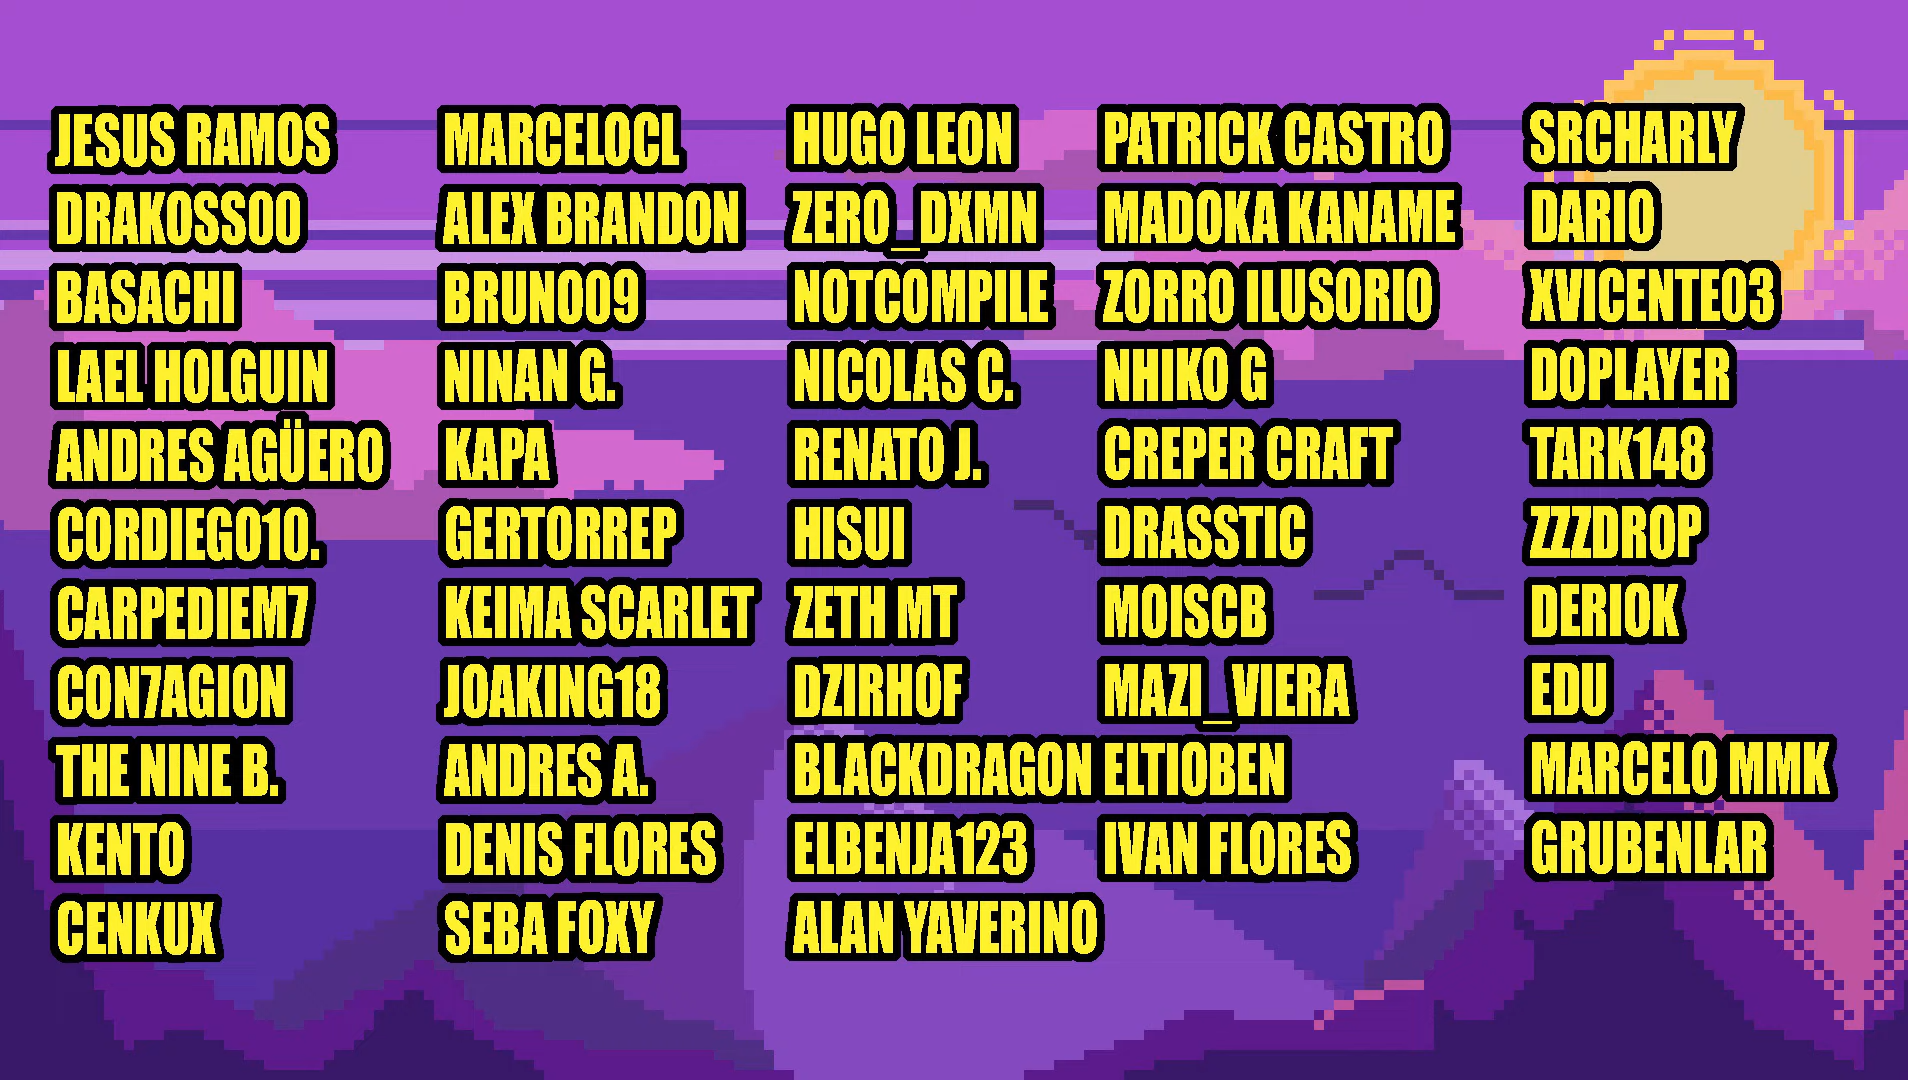 JESUS RAMOS
DRAKOSS00
BASACHI
LAEL HOLGUIN
ANDRES AGÜERO
CORDIEGO10.
CARPEDIEM7
CON7AGION
THE NINE B.
KENTO
CENKUX
MARCELOCL
ALEX BRANDON
BRUNO09
NINAN G.
KAPA
GERTORREP
KEIMA SCARLET
JOAKING18
ANDRES A.
DENIS FLORES
SEBA FOXY
HUGO LEON
ZERO_DXMN
NOTCOMPILE
NICOLAS C.
RENATO J.
HISUI
ZETH MT
DZIRHOF
BLACKDRAGON
ELBENJA123
ALAN YAVERINO
PATRICK CASTRO
MADOKA KANAME
ZORRO ILUSORIO
NHIKO G
CREPER CRAFT
DRASSTIC
MOISCB
MAZI_VIERA
ELTIOBEN
IVAN FLORES
SRCHARLY
DARIO
XVICENTE03
DOPLAYER
TARK148
ZZZDROP
DERIOK
EDU
MARCELO MMK
GRUBENLAR